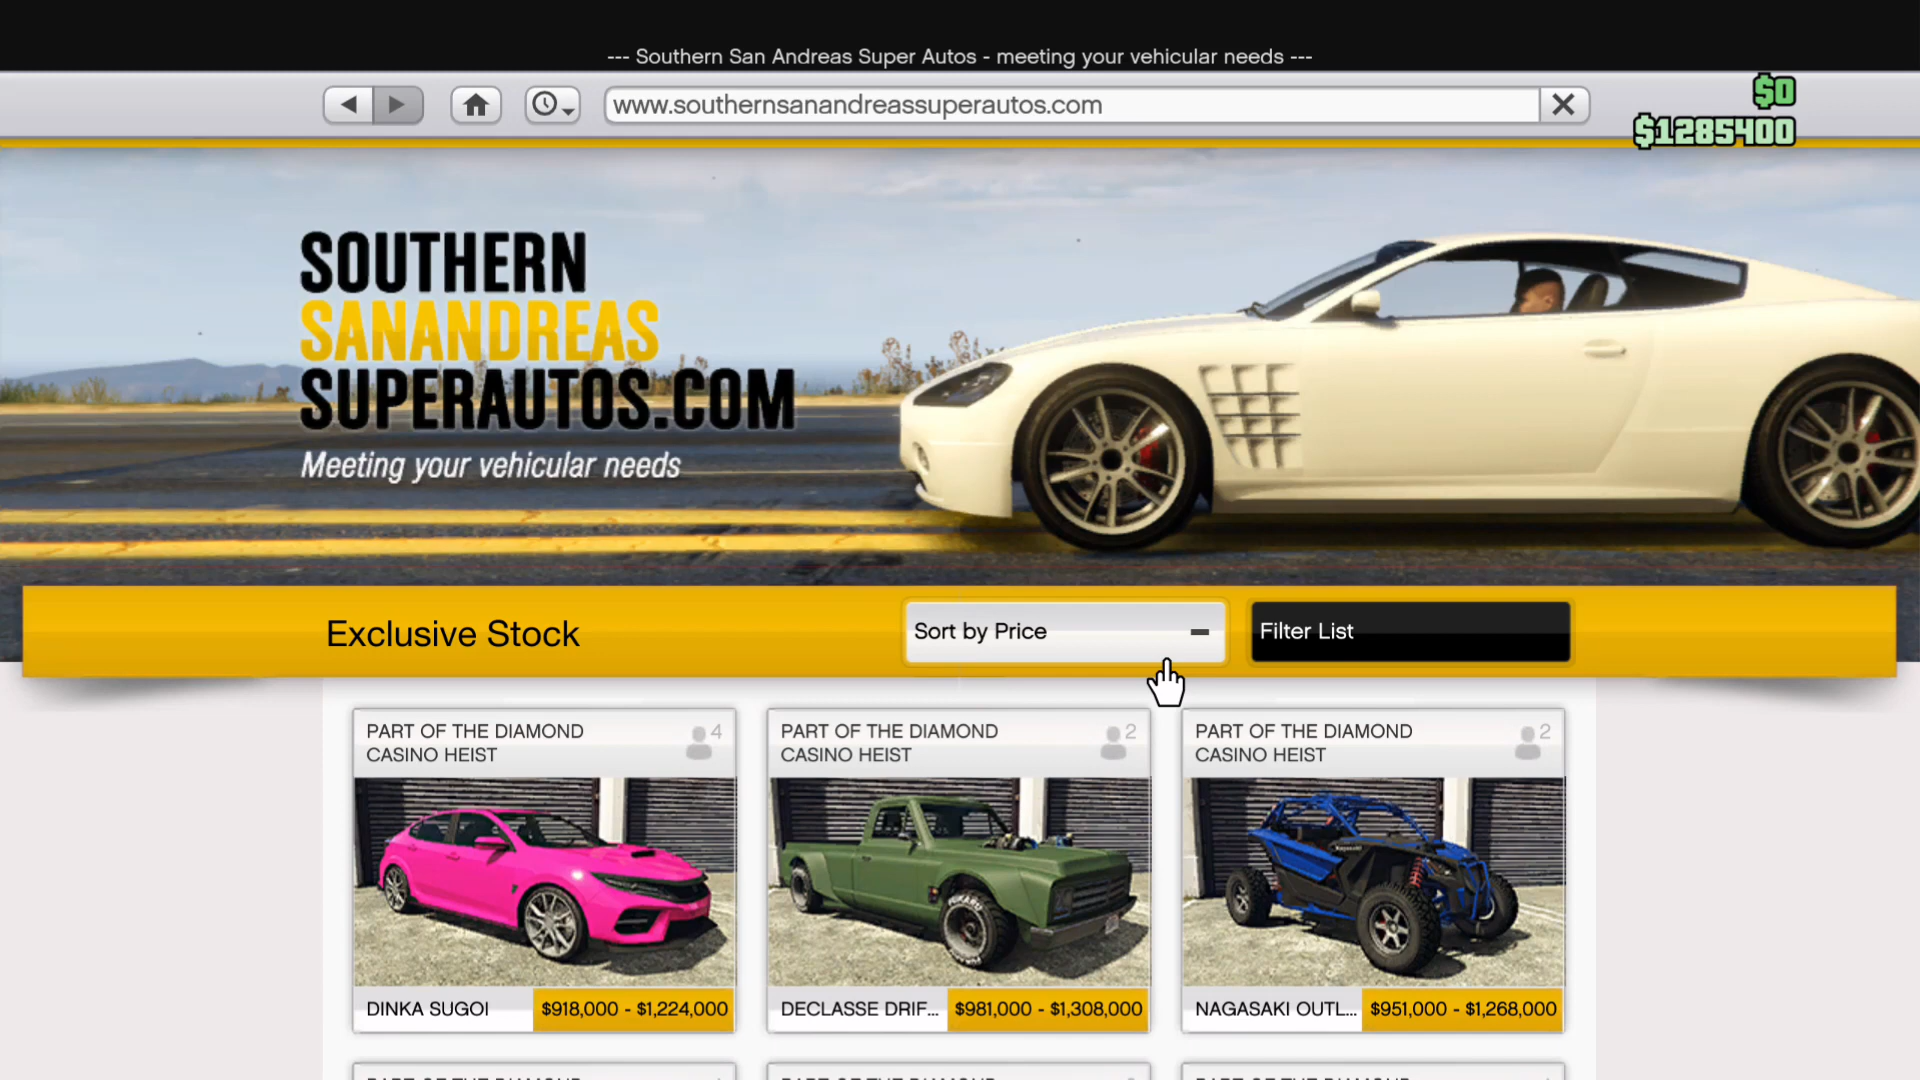 --- Southern San Andreas Super Autos - meeting your vehicular needs ---
www.southernsanandreassuperautos.com
$0
$1285400
SOUTHERN
SANANDREAS
SUPERAUTOS.COM
Meeting your vehicular needs
Exclusive Stock
Sort by Price
Filter List
PART OF THE DIAMOND
CASINO HEIST
4
DINKA SUGOI
$918,000 - $1,224,000
PART OF THE DIAMOND
CASINO HEIST
2
DECLASSE DRIF...
$981,000 - $1,308,000
PART OF THE DIAMOND
CASINO HEIST
2
NAGASAKI OUTL...
$951,000 - $1,268,000